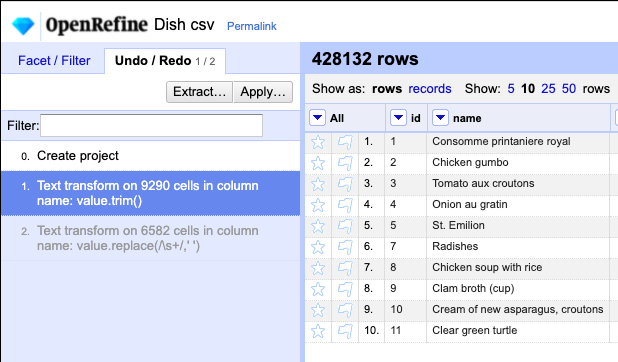 OpenRefine Dish csv Permalink
Facet / Filter Undo / Redo 1 / 2
Extract... Apply...
Filter:
0. Create project
1. Text transform on 9290 cells in column
name: value.trim()
2. Text transform on 6582 cells in column
name: value.replace(/\s+/,' ')
428132 rows
Show as: rows records Show: 5 10 25 50 rows
All id name
1. 1 Consomme printaniere royal
2. 2 Chicken gumbo
3. 3 Tomato aux croutons
4. 4 Onion au gratin
5. 5 St. Emilion
6. 7 Radishes
7. 8 Chicken soup with rice
8. 9 Clam broth (cup)
9. 10 Cream of new asparagus, croutons
10. 11 Clear green turtle